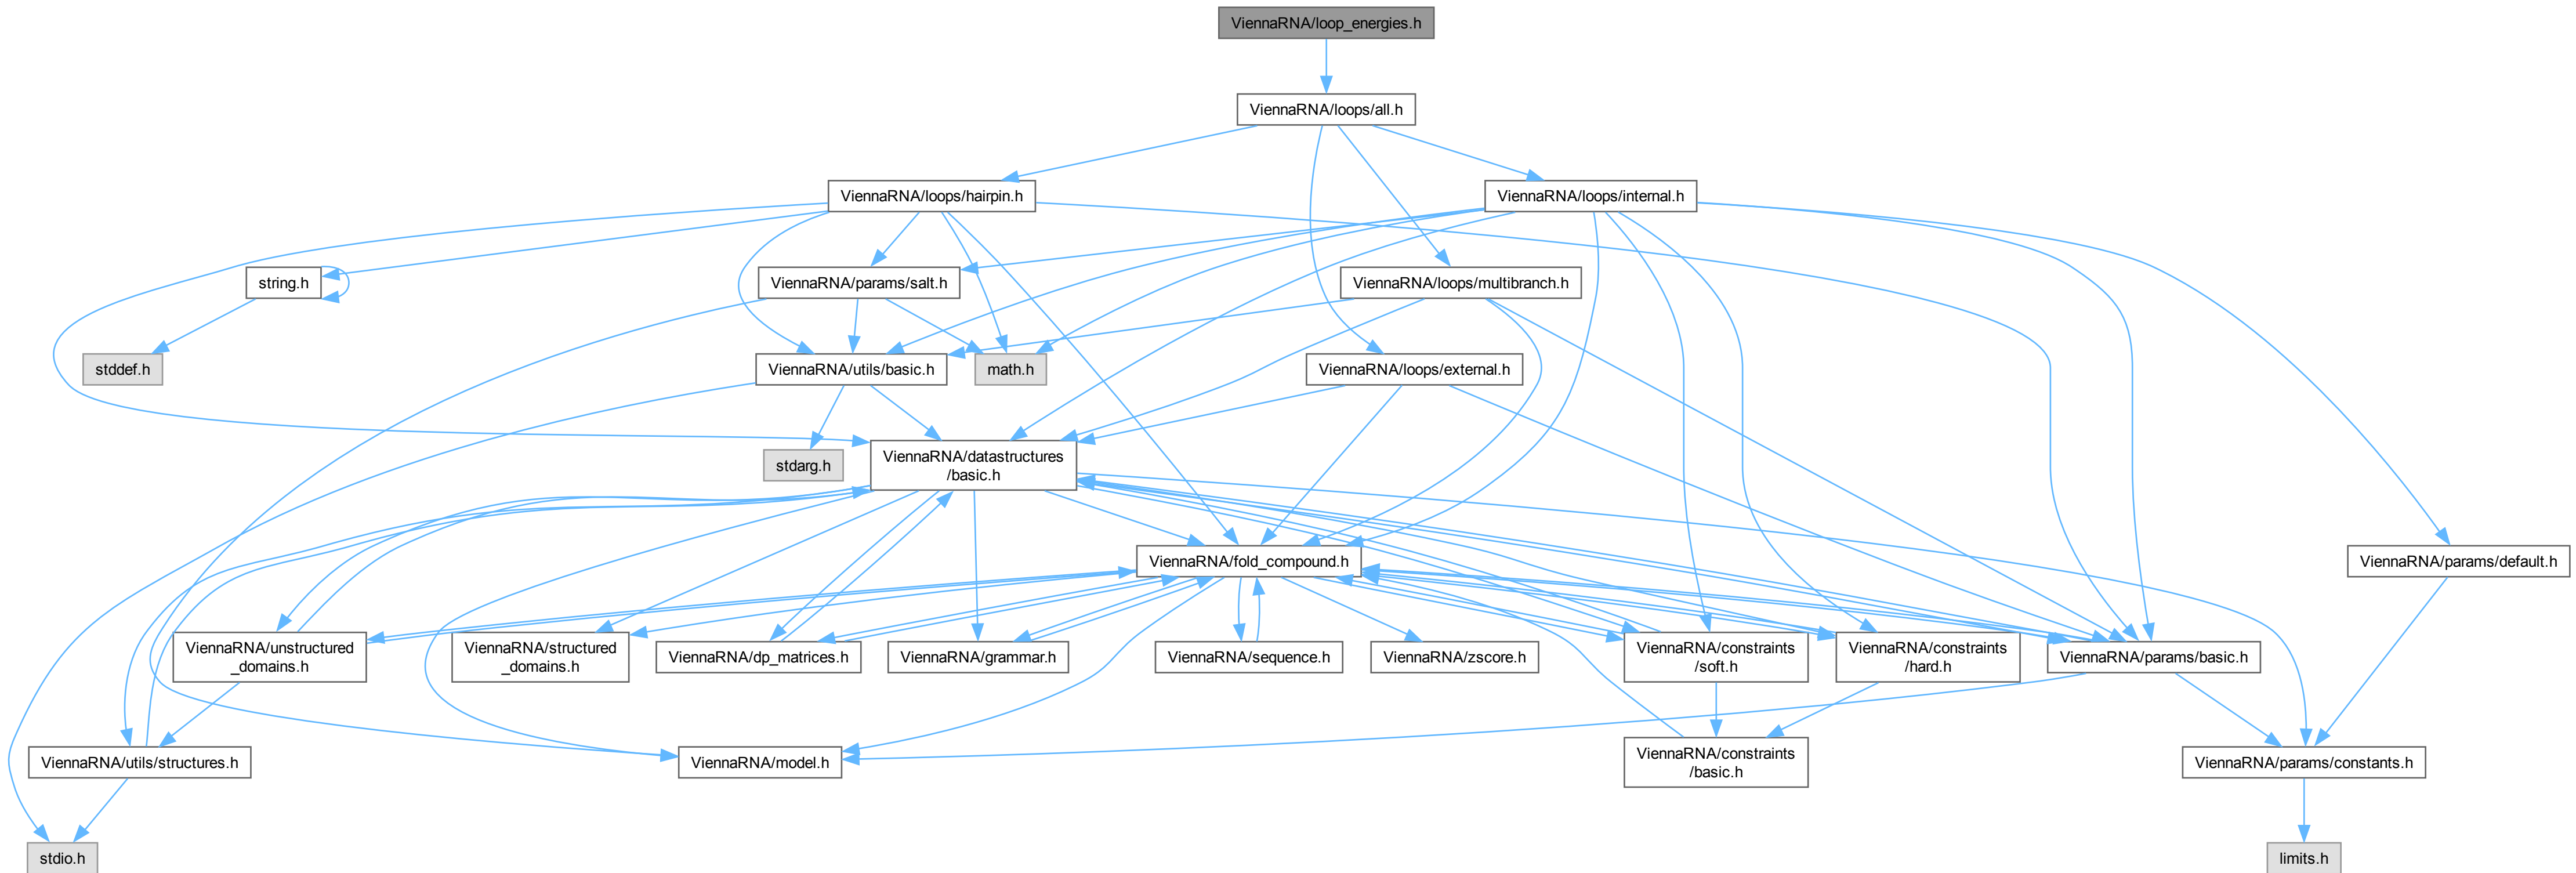 ViennaRNA/loop_energies.h
ViennaRNA/loops/all.h
ViennaRNA/loops/hairpin.h
ViennaRNA/loops/internal.h
string.h
ViennaRNA/params/salt.h
ViennaRNA/loops/multibranch.h
stddef.h
ViennaRNA/utils/basic.h
math.h
ViennaRNA/loops/external.h
stdarg.h
ViennaRNA/datastructures
/basic.h
ViennaRNA/fold_compound.h
ViennaRNA/params/default.h
ViennaRNA/unstructured
_domains.h
ViennaRNA/structured
_domains.h
ViennaRNA/dp_matrices.h
ViennaRNA/grammar.h
ViennaRNA/sequence.h
ViennaRNA/zscore.h
ViennaRNA/constraints
/soft.h
ViennaRNA/constraints
/hard.h
ViennaRNA/params/basic.h
ViennaRNA/utils/structures.h
ViennaRNA/model.h
ViennaRNA/constraints
/basic.h
ViennaRNA/params/constants.h
stdio.h
limits.h